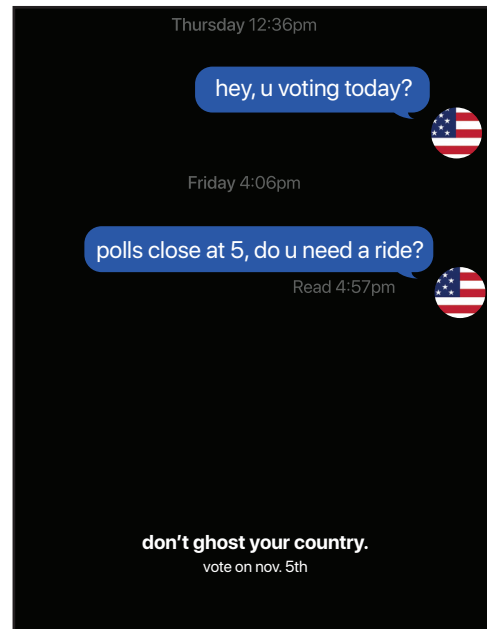 Thursday 12:36pm
hey, u voting today?
Friday 4:06pm
polls close at 5, do u need a ride?
Read 4:57pm
don’t ghost your country.
vote on nov. 5th